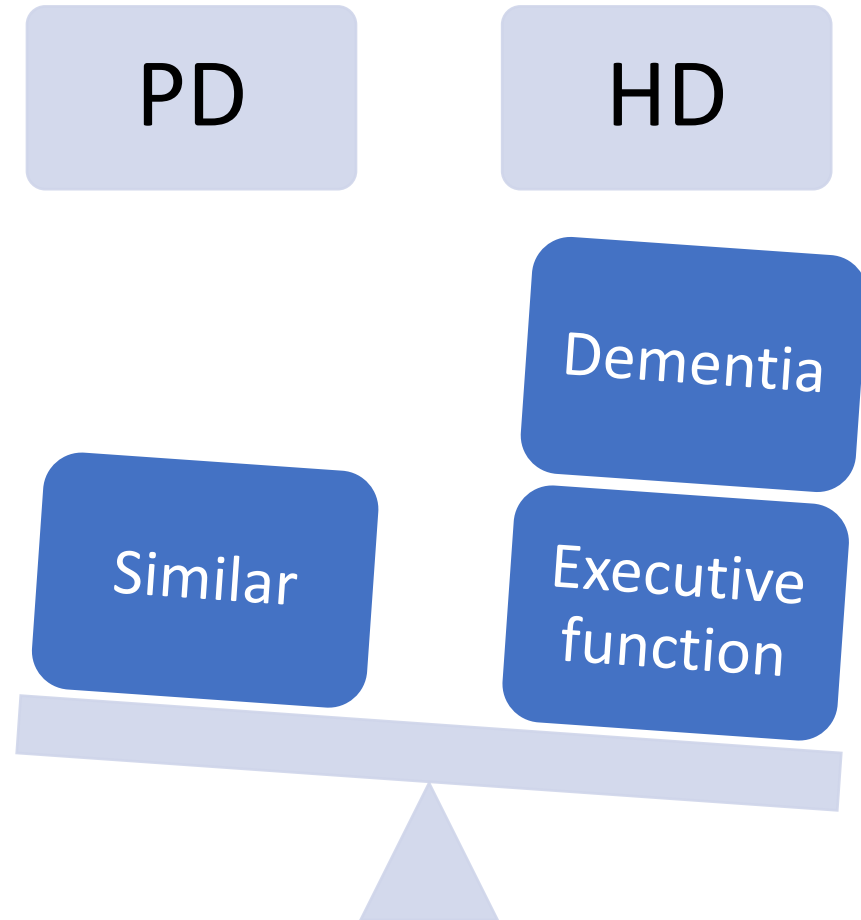 PD
HD
Dementia
Similar
Executive
function